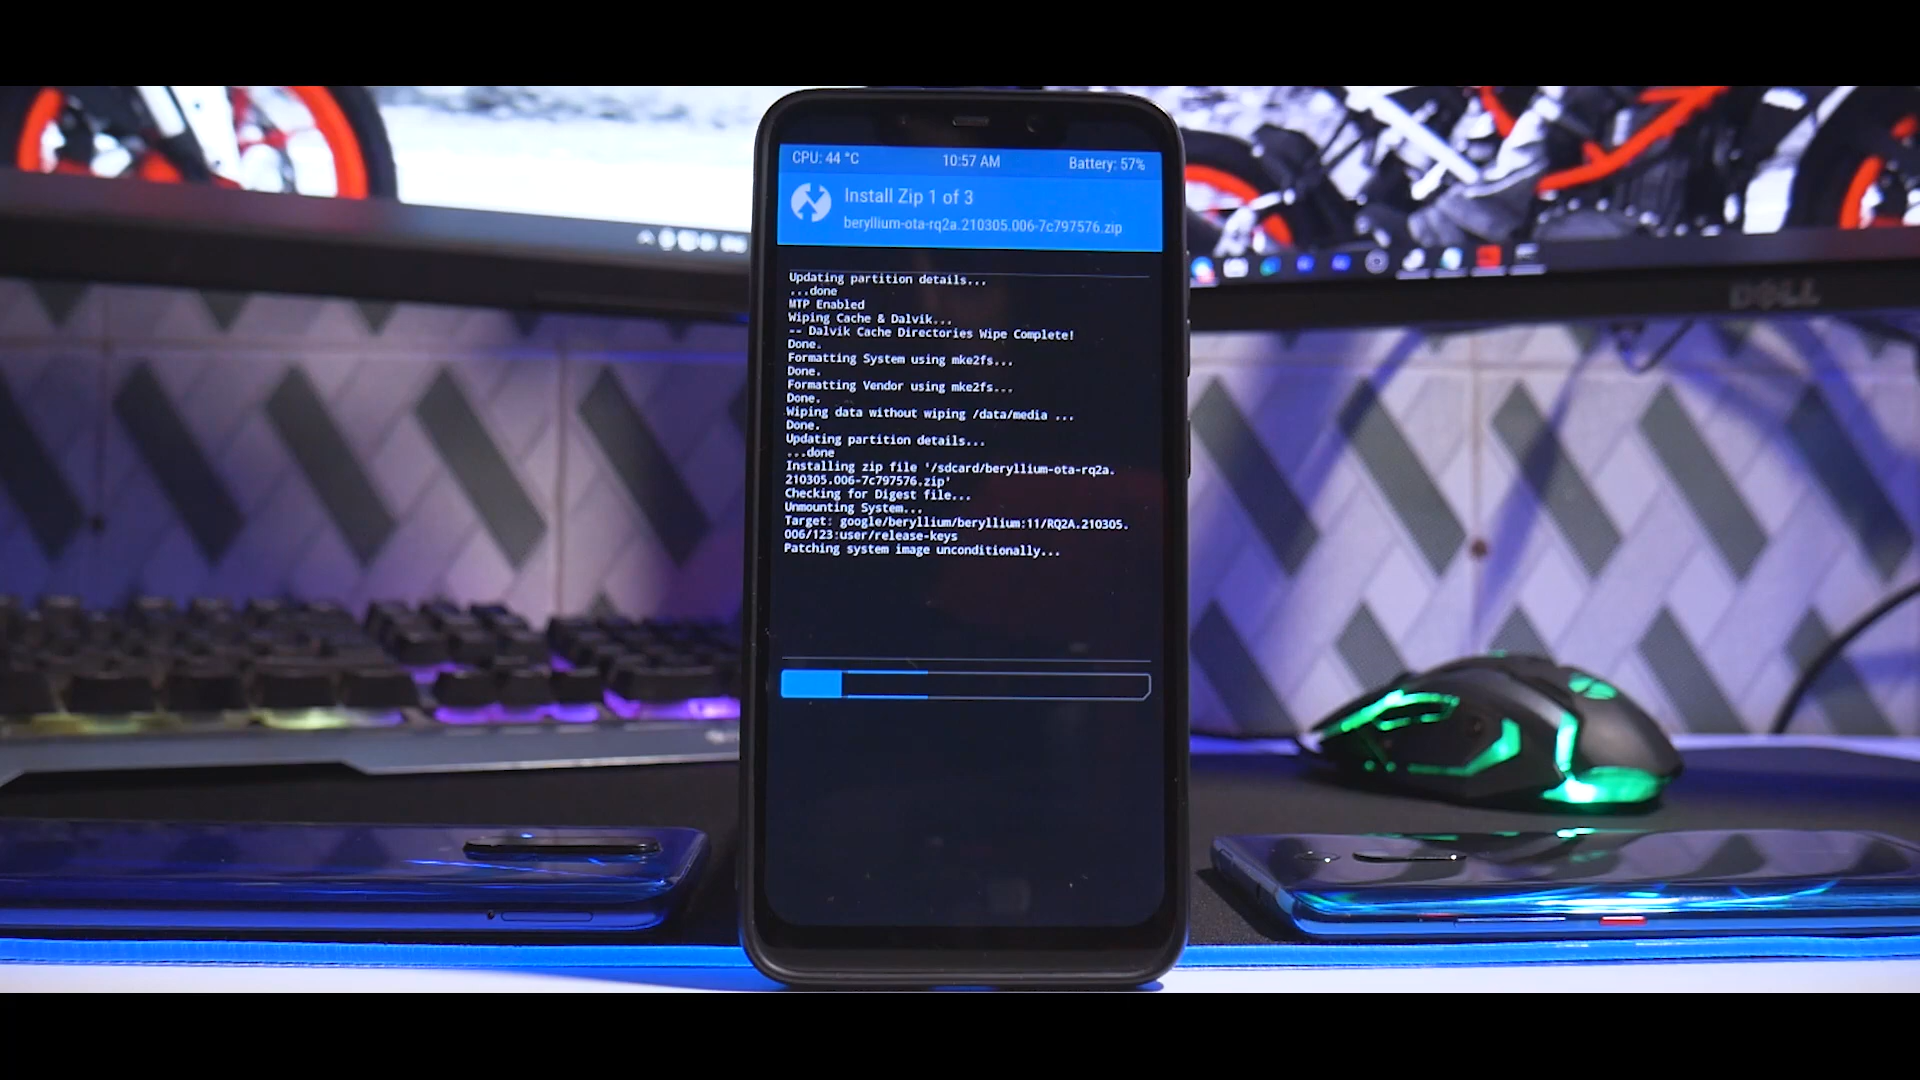 CPU: 44 °C 10:57 AM Battery: 57%
Install Zip 1 of 3
beryllium-ota-rq2a.210305.006-7c797576.zip
Updating partition details...
...done
MTP Enabled
Wiping Cache & Dalvik...
-- Dalvik Cache Directories Wipe Complete!
Done.
Formatting System using mke2fs...
Done.
Formatting Vendor using mke2fs...
Done.
Wiping data without wiping /data/media ...
Done.
Updating partition details...
...done
Installing zip file '/sdcard/beryllium-ota-rq2a.
210305.006-7c797576.zip'
Checking for Digest file...
Unmounting System...
Target: google/beryllium/beryllium:11/RQ2A.210305.
006/123:user/release-keys
Patching system image unconditionally...
DELL